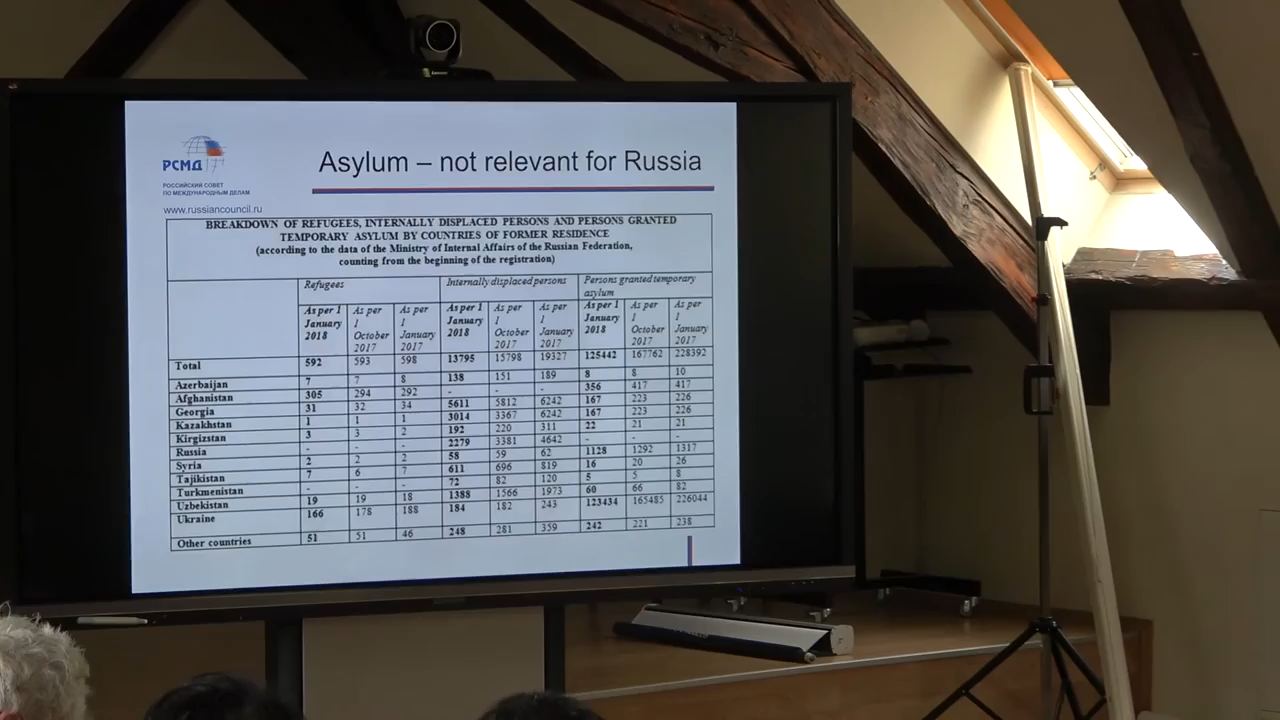 РСМД
РОССИЙСКИЙ СОВЕТ
ПО МЕЖДУНАРОДНЫМ ДЕЛАМ
www.russiancouncil.ru
Asylum – not relevant for Russia
BREAKDOWN OF REFUGEES, INTERNALLY DISPLACED PERSONS AND PERSONS GRANTED
TEMPORARY ASYLUM BY COUNTRIES OF FORMER RESIDENCE
(according to the data of the Ministry of Internal Affairs of the Russian Federation,
counting from the beginning of the registration)
Refugees Internally displaced persons Persons granted temporary
asylum
As per 1 As per As per As per 1 As per As per As per 1 As per As per
January 1 1 January 1 1 January 1 1
2018 October January 2018 October January 2018 October January
2017 2017 2017 2017 2017 2017
Total 592 593 598 13795 15798 19327 125442 167762 228392
Azerbaijan 7 7 8 138 151 189 8 8 10
Afghanistan 305 294 292 - - - 356 417 417
Georgia 31 32 34 5611 5812 6242 167 223 226
Kazakhstan 1 1 1 3014 3367 6242 167 223 226
Kirgizstan 3 3 2 192 220 311 22 21 21
Russia - - - 2279 3381 4642 - - -
Syria 2 2 2 58 59 62 1128 1292 1317
Tajikistan 7 6 7 611 696 819 16 20 26
Turkmenistan - - - 72 82 120 5 5 8
Uzbekistan 19 19 18 1388 1566 1973 60 66 82
Ukraine 166 178 188 184 182 243 123434 165485 226044
Other countries 51 51 46 248 281 359 242 221 238